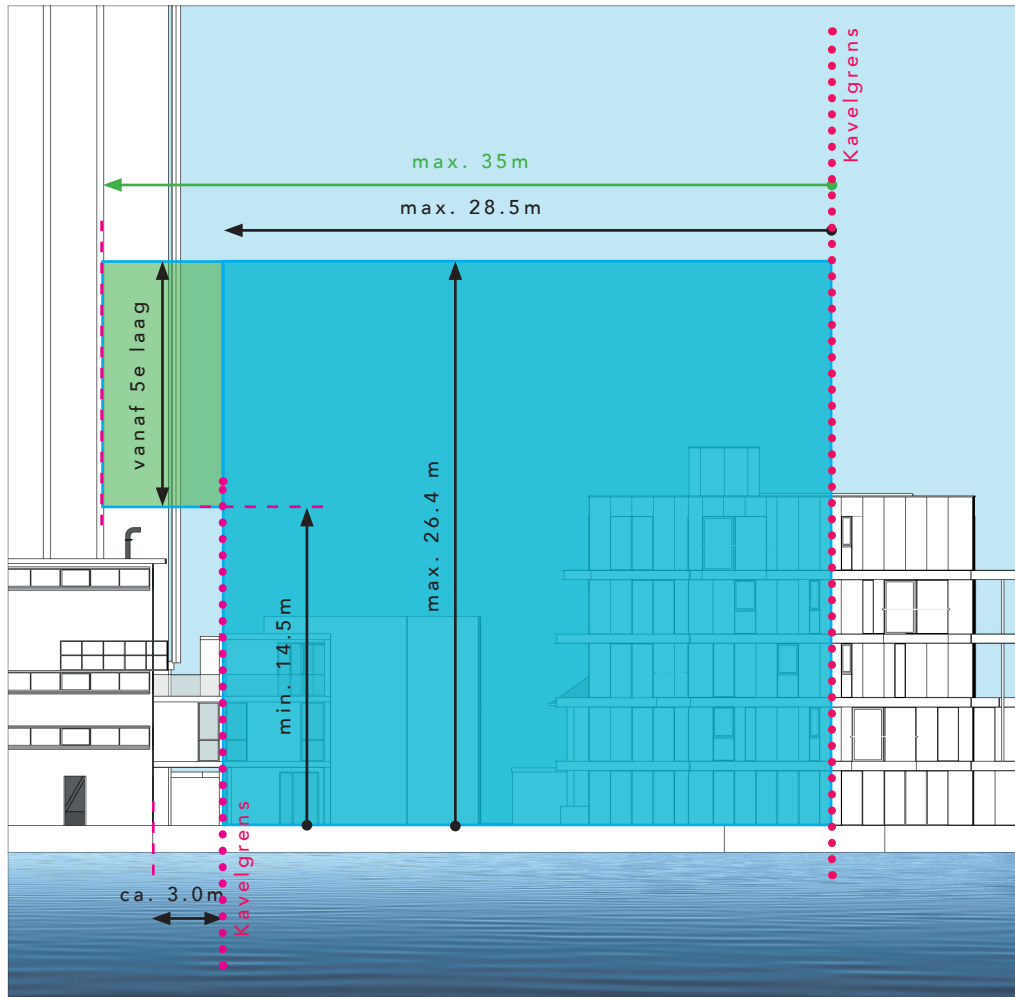 Kavelgrens
max. 35m
max. 28.5m
vanaf 5e laag
max. 26.4 m
min. 14.5m
ca. 3.0m
Kavelgrens